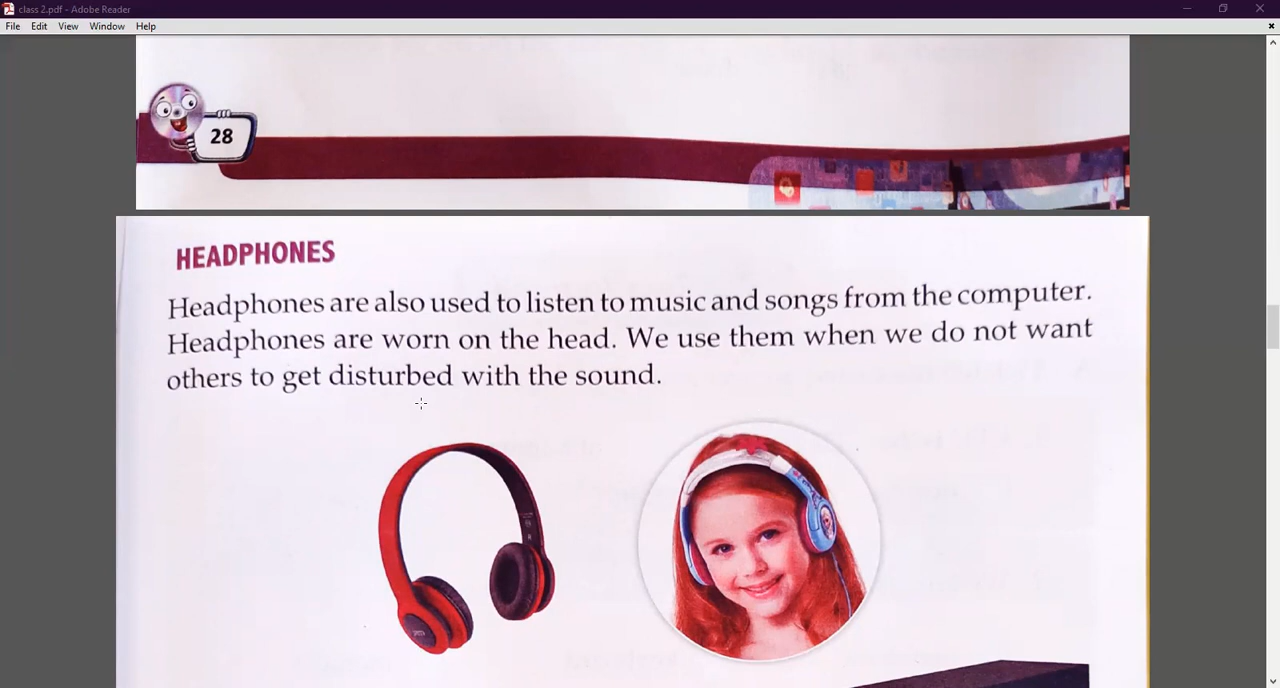 class 2.pdf - Adobe Reader
File Edit View Window Help
28
HEADPHONES
Headphones are also used to listen to music and songs from the computer.
Headphones are worn on the head. We use them when we do not want
others to get disturbed with the sound.